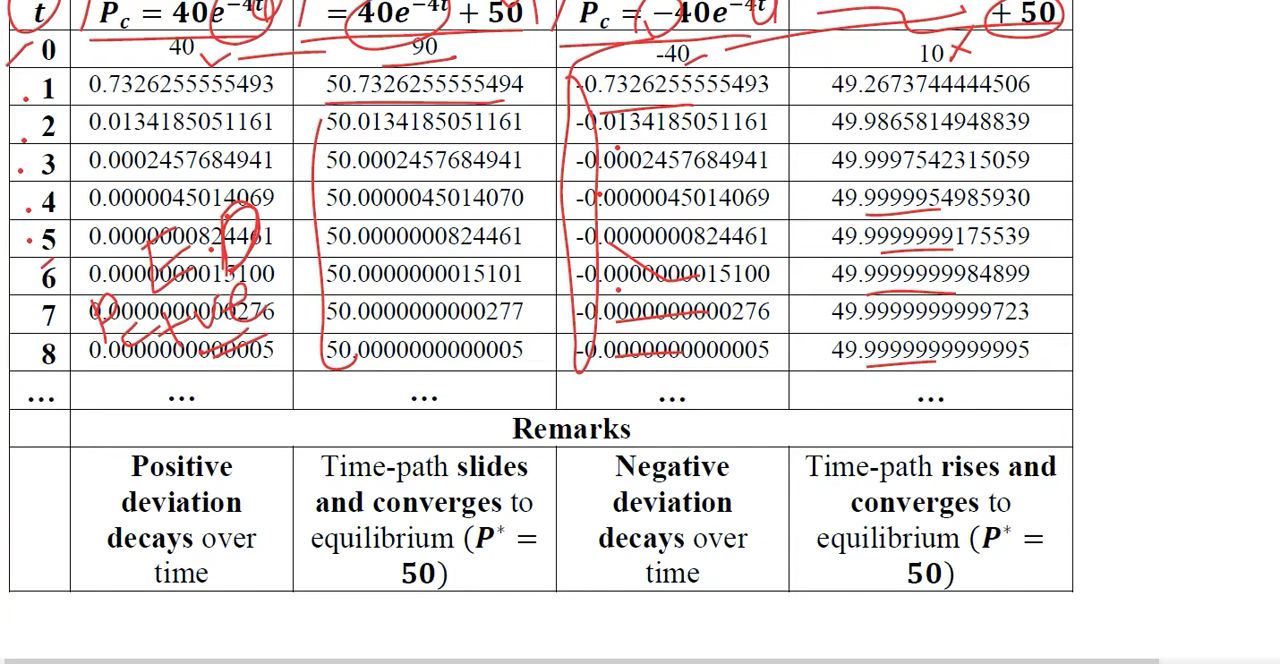 t P_c = 40e^{-4t} = 40e^{-4t} + 50 P_c = -40e^{-4t} + 50
0 40 90 -40 10
1 0.7326255555493 50.7326255555494 -0.7326255555493 49.2673744444506
2 0.0134185051161 50.0134185051161 -0.0134185051161 49.9865814948839
3 0.0002457684941 50.0002457684941 -0.0002457684941 49.9997542315059
4 0.0000045014069 50.0000045014070 -0.0000045014069 49.9999954985930
5 0.0000000824461 50.0000000824461 -0.0000000824461 49.9999999175539
6 0.0000000015100 50.0000000015101 -0.0000000015100 49.9999999984899
7 0.0000000000276 50.0000000000277 -0.0000000000276 49.9999999999723
8 0.0000000000005 50.0000000000005 -0.0000000000005 49.9999999999995
... ... ... ... ...
Remarks
Positive
deviation
decays over
time
Time-path slides
and converges to
equilibrium (P* =
50)
Negative
deviation
decays over
time
Time-path rises and
converges to
equilibrium (P* =
50)